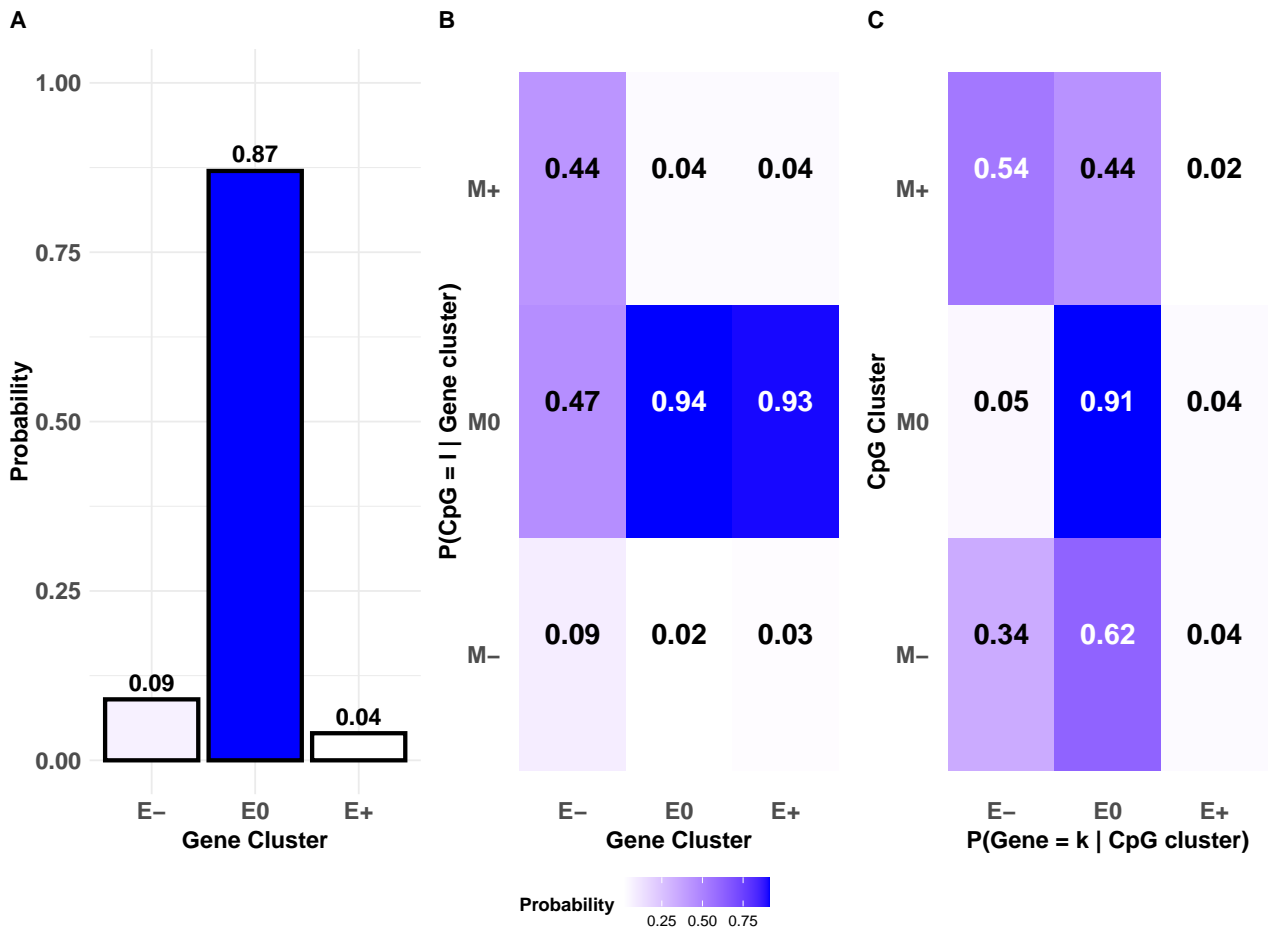 A
1.00
0.75
0.50
0.25
0.00
Probability
0.09
0.87
0.04
E−
E0
E+
Gene Cluster
B
P(CpG = l | Gene cluster)
M+
0.44
0.04
0.04
M0
0.47
0.94
0.93
M−
0.09
0.02
0.03
E−
E0
E+
Gene Cluster
C
CpG Cluster
M+
0.54
0.44
0.02
M0
0.05
0.91
0.04
M−
0.34
0.62
0.04
E−
E0
E+
P(Gene = k | CpG cluster)
Probability
0.25
0.50
0.75